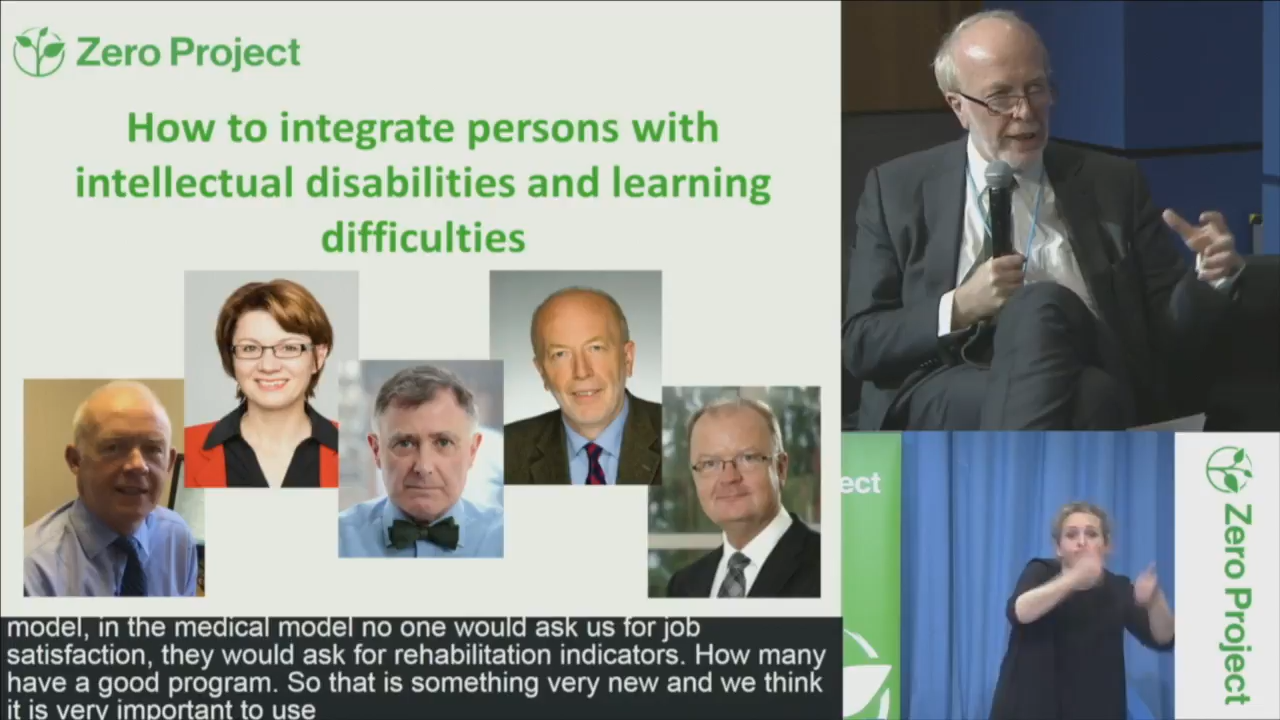 Zero Project
How to integrate persons with
intellectual disabilities and learning
difficulties
model, in the medical model no one would ask us for job
satisfaction, they would ask for rehabilitation indicators. How many
have a good program. So that is something very new and we think
it is very important to use
ect
Zero Project